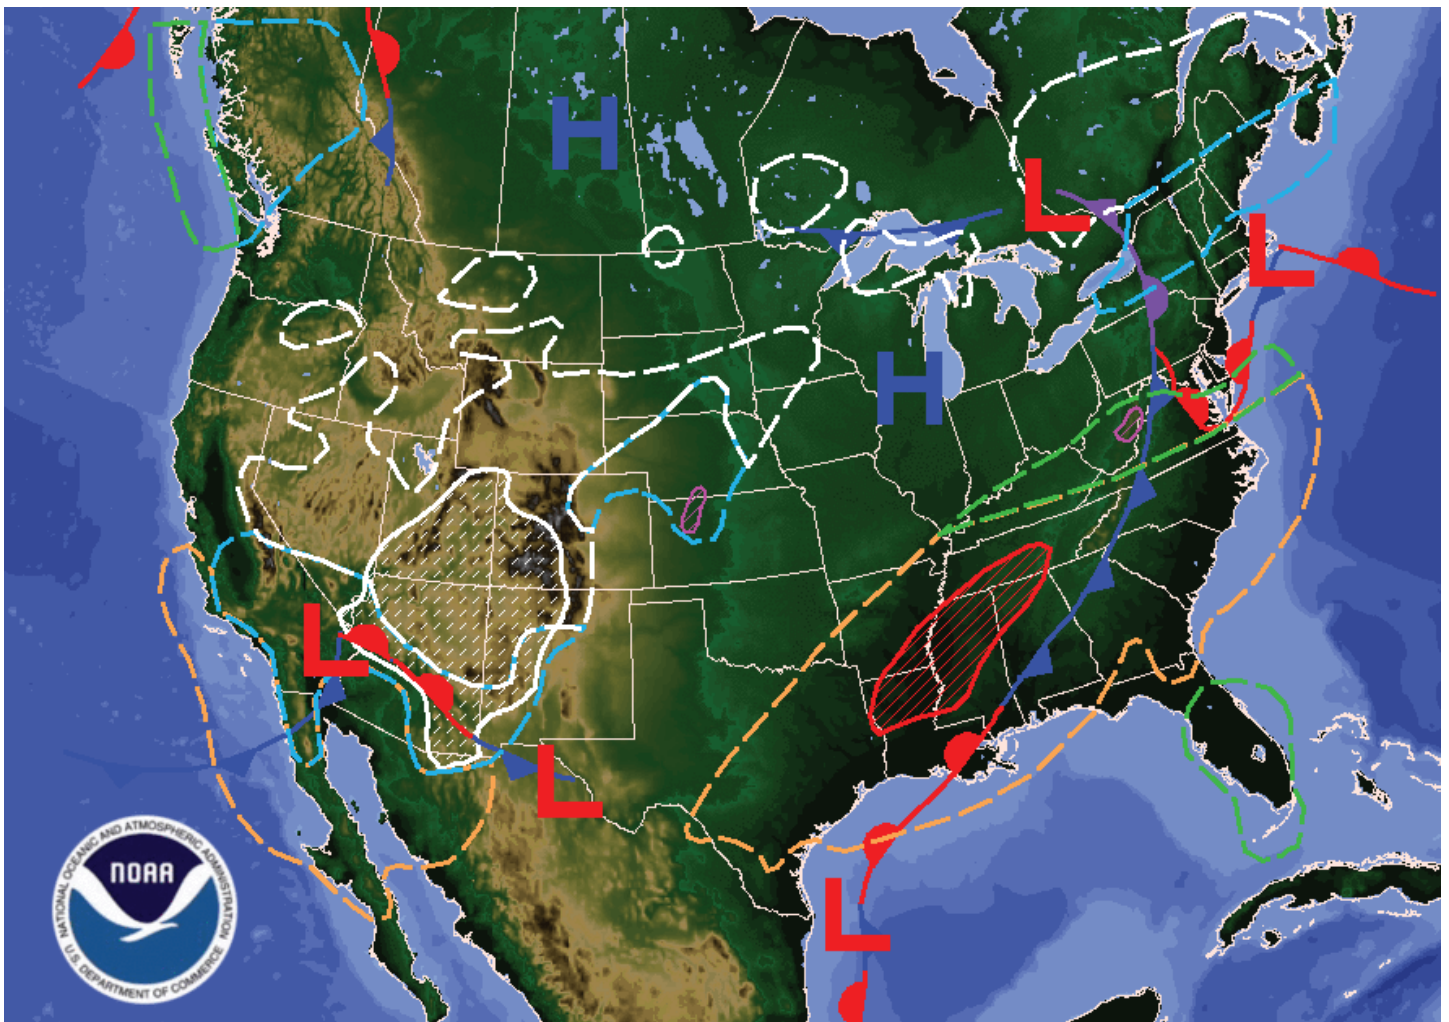 H
L
L
H
L
L
L
NATIONAL OCEANIC AND ATMOSPHERIC ADMINISTRATION
NOAA
U.S. DEPARTMENT OF COMMERCE